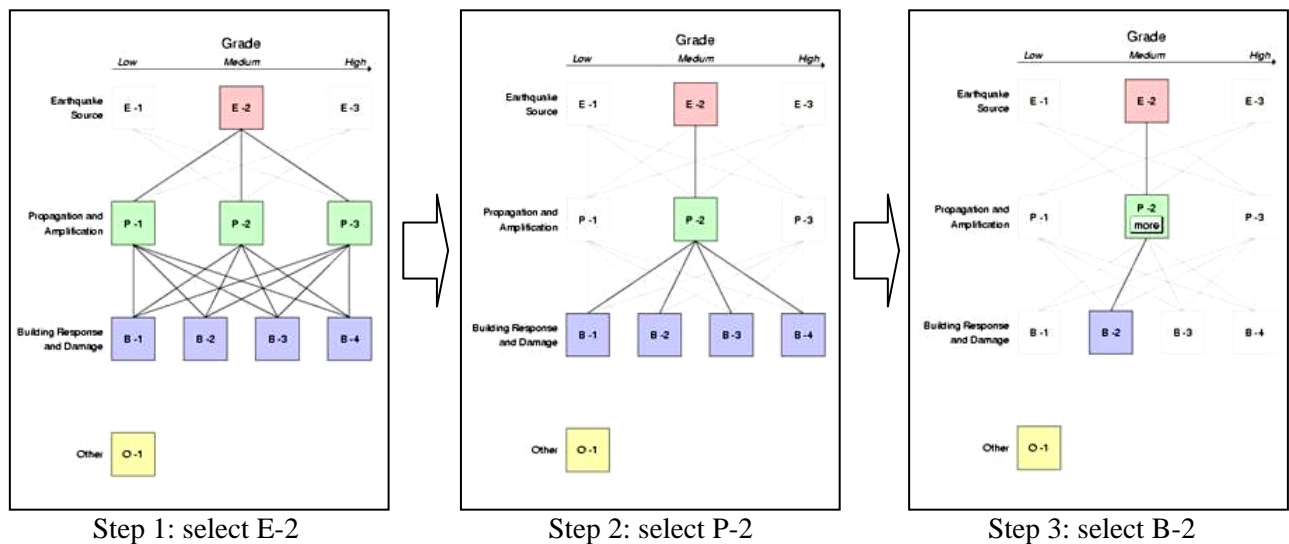 Grade
Low Medium High
Earthquake
Source
E -1 E -2 E -3
Propagation and
Amplification
P -1 P -2 P -3
Building Response
and Damage
B -1 B -2 B -3 B -4
Other
O -1
Step 1: select E-2
Grade
Low Medium High
Earthquake
Source
E -1 E -2 E -3
Propagation and
Amplification
P -1 P -2 P -3
Building Response
and Damage
B -1 B -2 B -3 B -4
Other
O -1
Step 2: select P-2
Grade
Low Medium High
Earthquake
Source
E -1 E -2 E -3
Propagation and
Amplification
P -1 P -2 P -3
more
Building Response
and Damage
B -1 B -2 B -3 B -4
Other
O -1
Step 3: select B-2